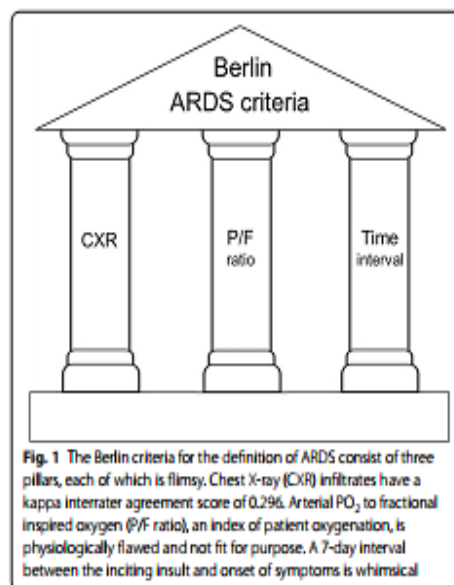 Berlin
ARDS criteria
CXR
P/F
ratio
Time
interval
Fig. 1 The Berlin criteria for the definition of ARDS consist of three
pillars, each of which is flimsy. Chest X-ray (CXR) infiltrates have a
kappa interrater agreement score of 0.296. Arterial PO₂ to fractional
inspired oxygen (P/F ratio), an index of patient oxygenation, is
physiologically flawed and not fit for purpose. A 7-day interval
between the inciting insult and onset of symptoms is whimsical